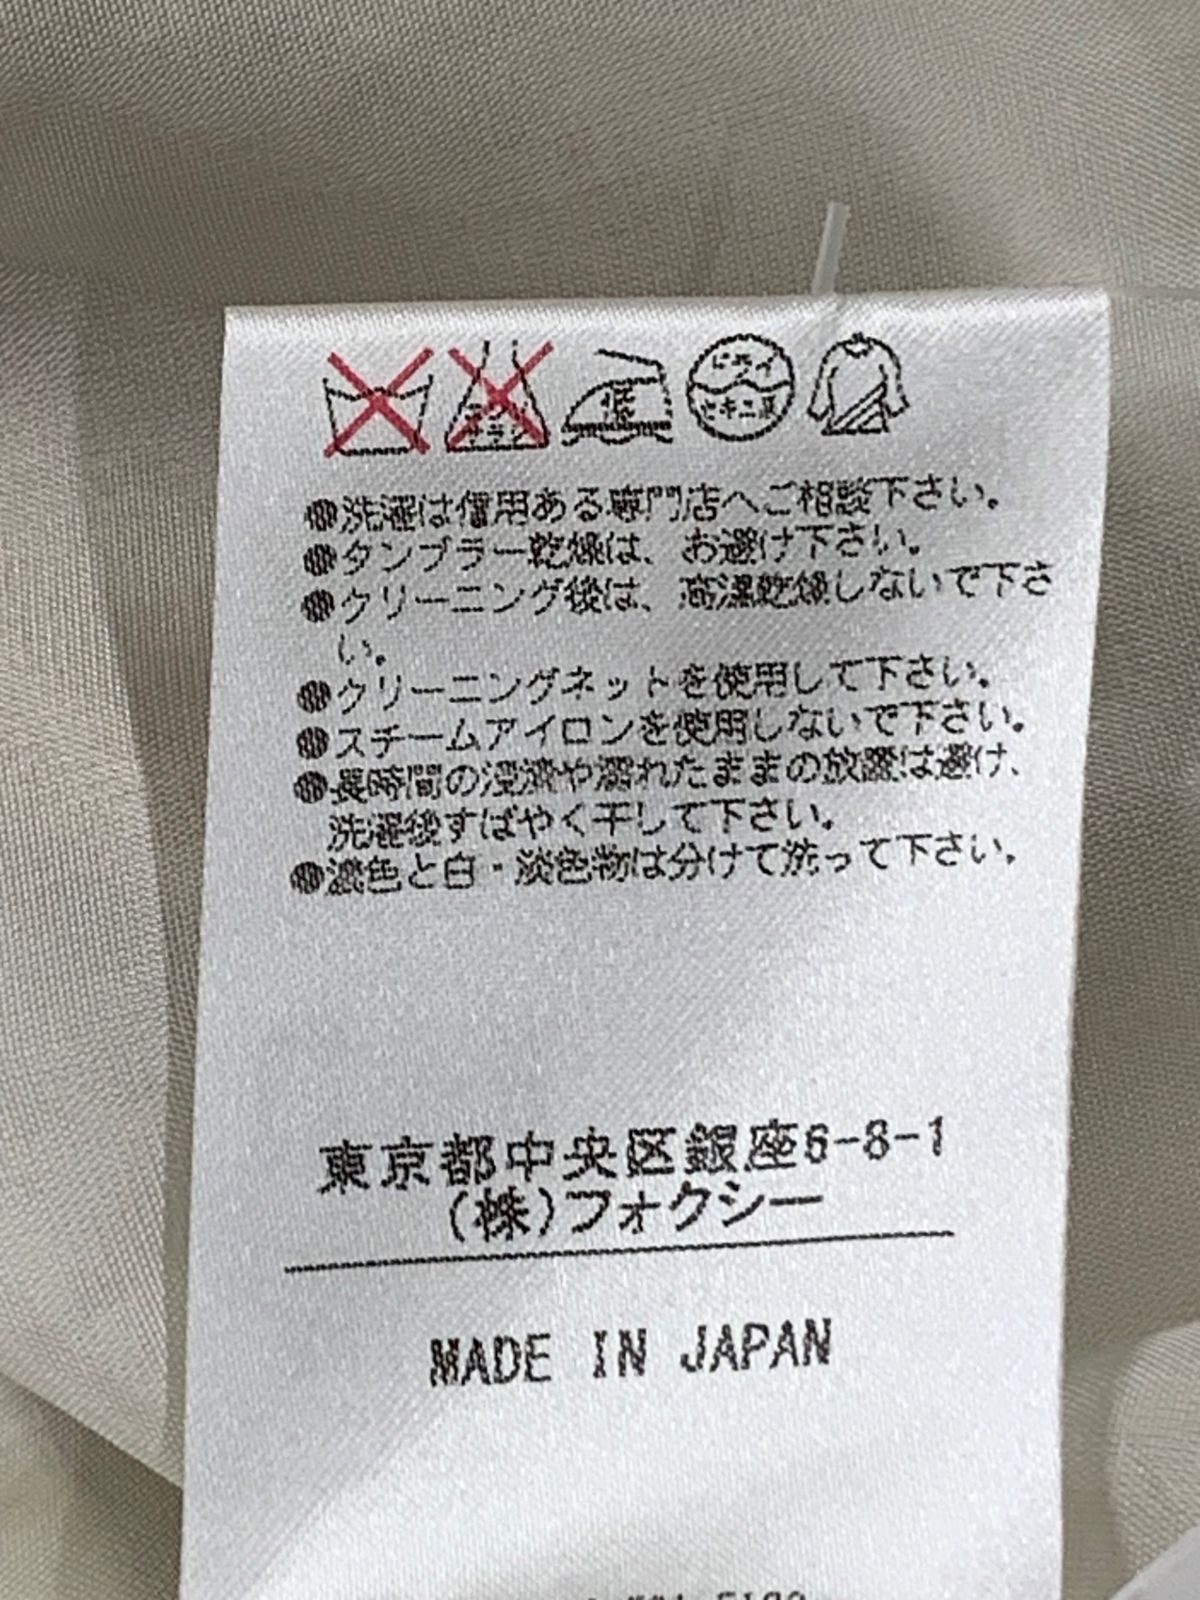 ドライ
セキユ系
●洗濯は信用ある専門店へご相談下さい。
●タンブラー乾燥は、お避け下さい。
●クリーニング後は、高温乾燥しないで下さ
い。
●クリーニングネットを使用して下さい。
●スチームアイロンを使用しないで下さい。
●長時間の浸漬や濡れたままの放置は避け、
洗濯後すばやく干して下さい。
●濃色と白・淡色物は分けて洗って下さい。
東京都中央区銀座6-8-1
(株)フォクシー
MADE IN JAPAN